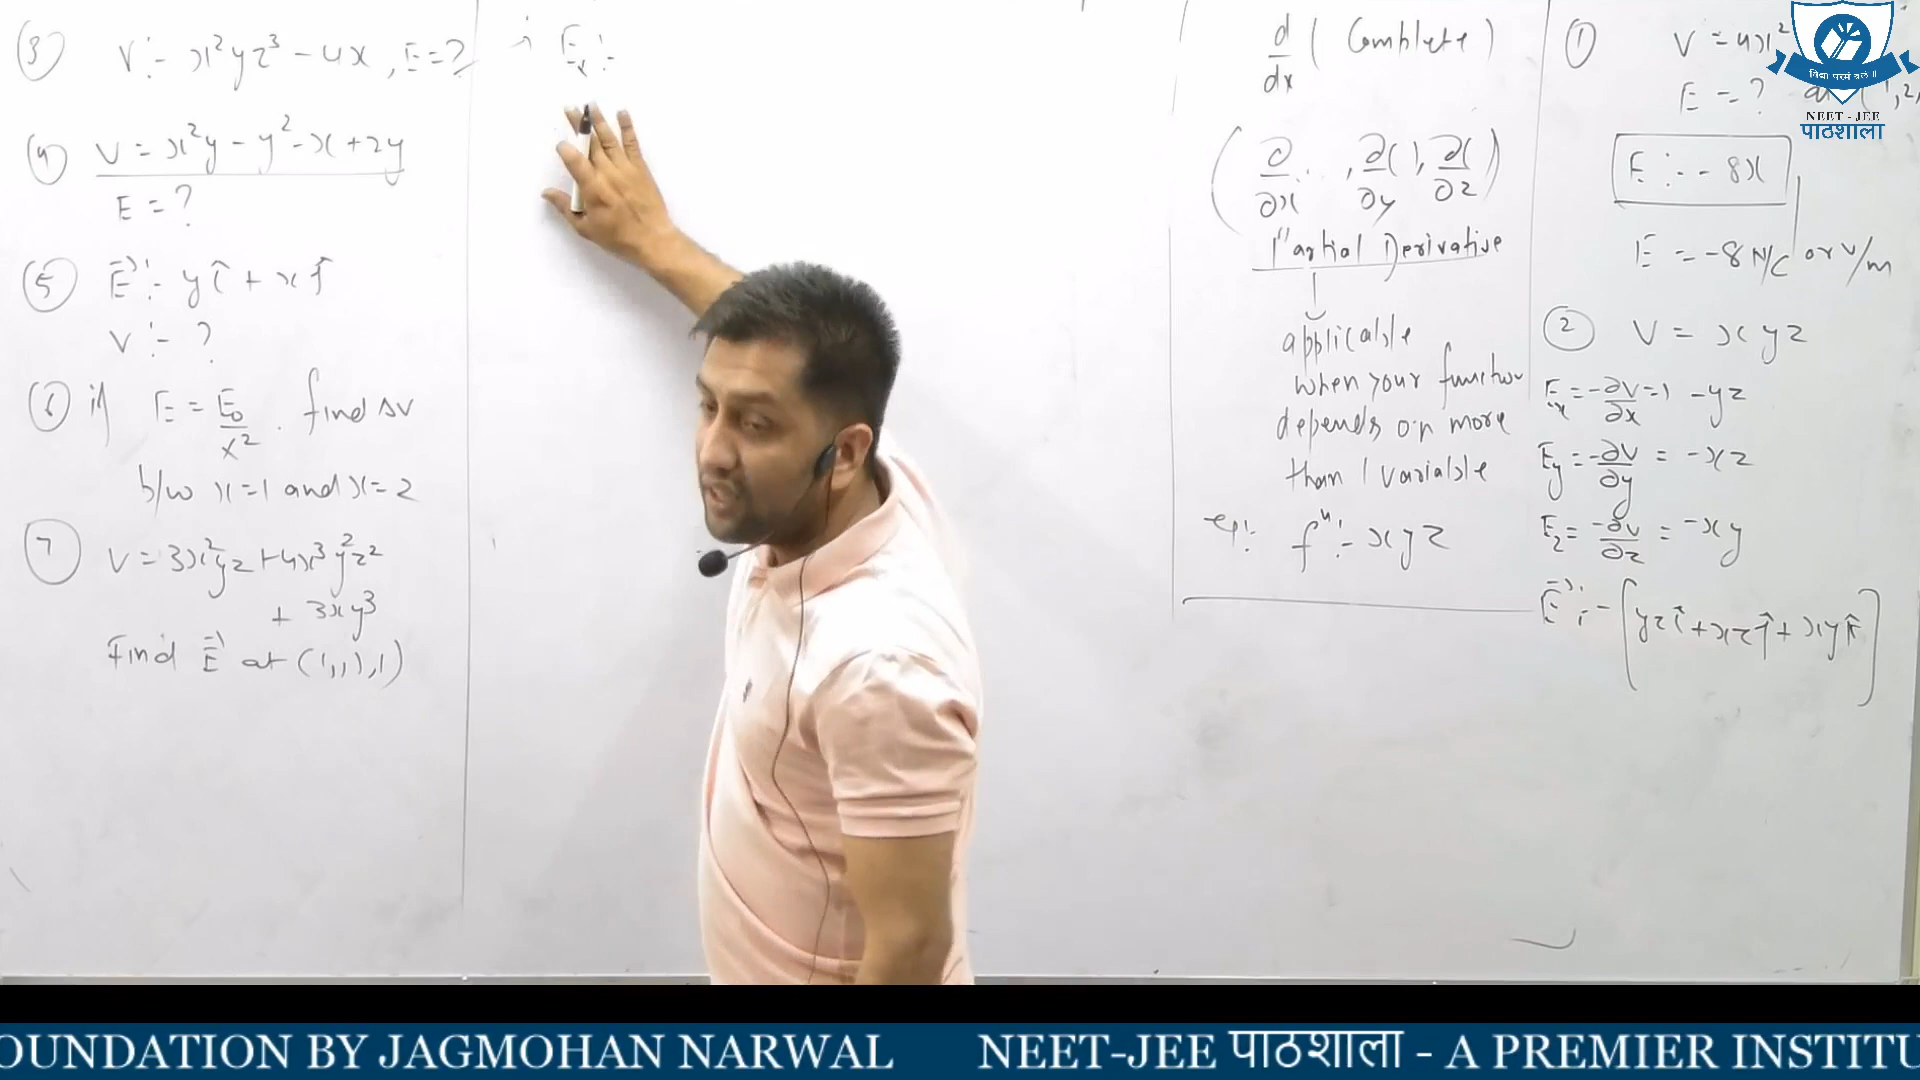 ③ V :- x²yz³ - 4x, E = ?
④ V = x²y - y² - x + 2y
E = ?
⑤ E⃗ :- yî + xĵ
V :- ?
⑥ if E = E₀/x² . find ΔV
b/w x=1 and x=2
⑦ V = 3x²yz + 4x³y²z²
+ 3xy³
Find E⃗ at (1,1,1)
Eₓ :-
d/dx ( Complete )
( ∂/∂x ... , ∂( )/∂y , ∂( )/∂z )
Partial Derivative
applicable
when your function
depends on more
than 1 variable
eg:- fⁿ :- xyz
① V = 4x²
E = ? at
E :- - 8x
E = -8 N/C or V/m
② V = xyz
Eₓ = -∂V/∂x => -yz
Ey = -∂V/∂y = -xz
Ez = -∂V/∂z = -xy
E⃗ :- - [yzî + xzĵ + xyk̂]
विद्या परमं बलं ॥
NEET - JEE
पाठशाला
OUNDATION BY JAGMOHAN NARWAL NEET-JEE पाठशाला - A PREMIER INSTITU